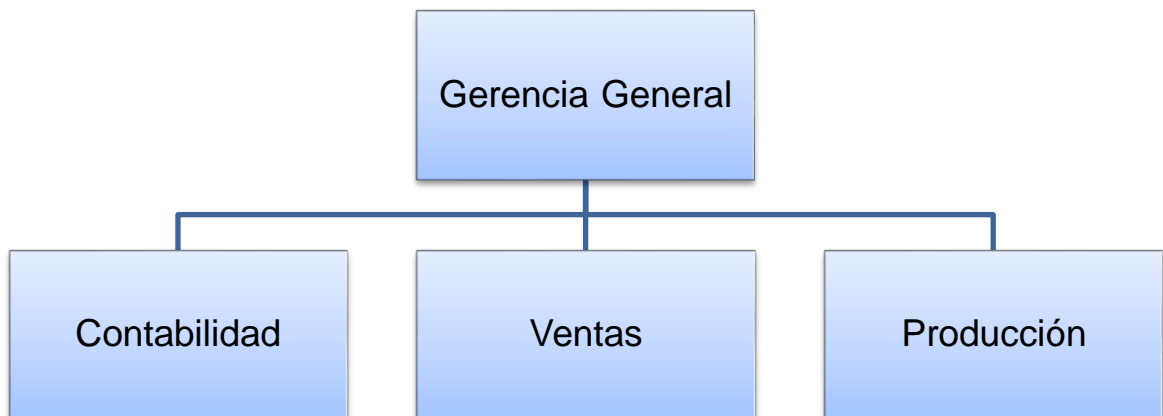 Gerencia General
Contabilidad
Ventas
Producción